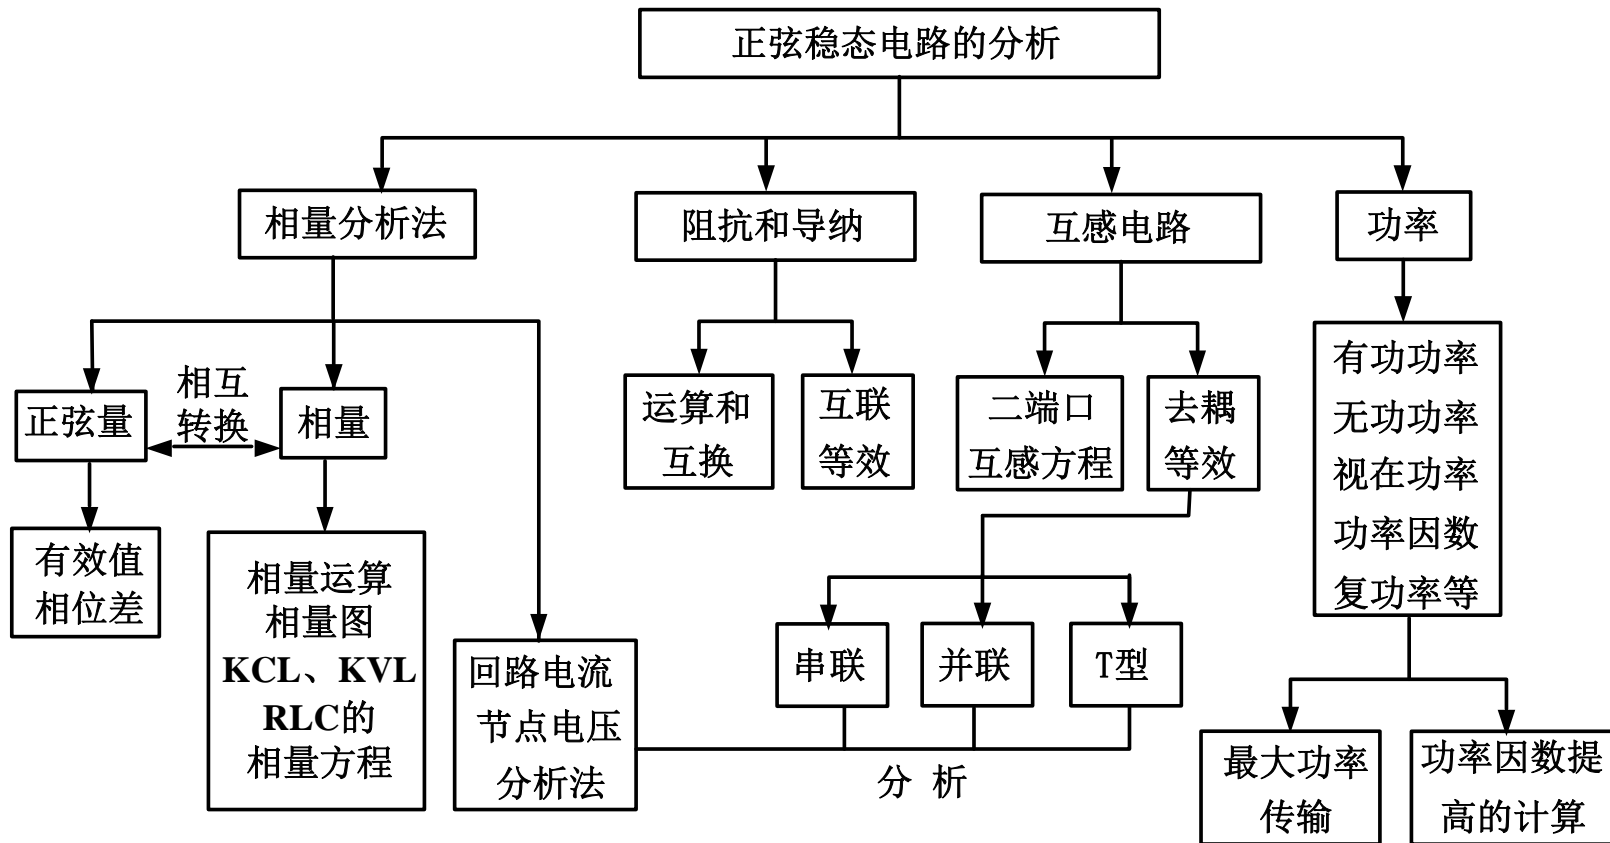 正弦稳态电路的分析
相量分析法
阻抗和导纳
互感电路
功率
正弦量
相互
转换
相量
运算和
互换
互联
等效
二端口
互感方程
去耦
等效
有功功率
无功功率
视在功率
功率因数
复功率等
有效值
相位差
相量运算
相量图
KCL、KVL
RLC的
相量方程
回路电流
节点电压
分析法
串联
并联
T型
分 析
最大功率
传输
功率因数提
高的计算